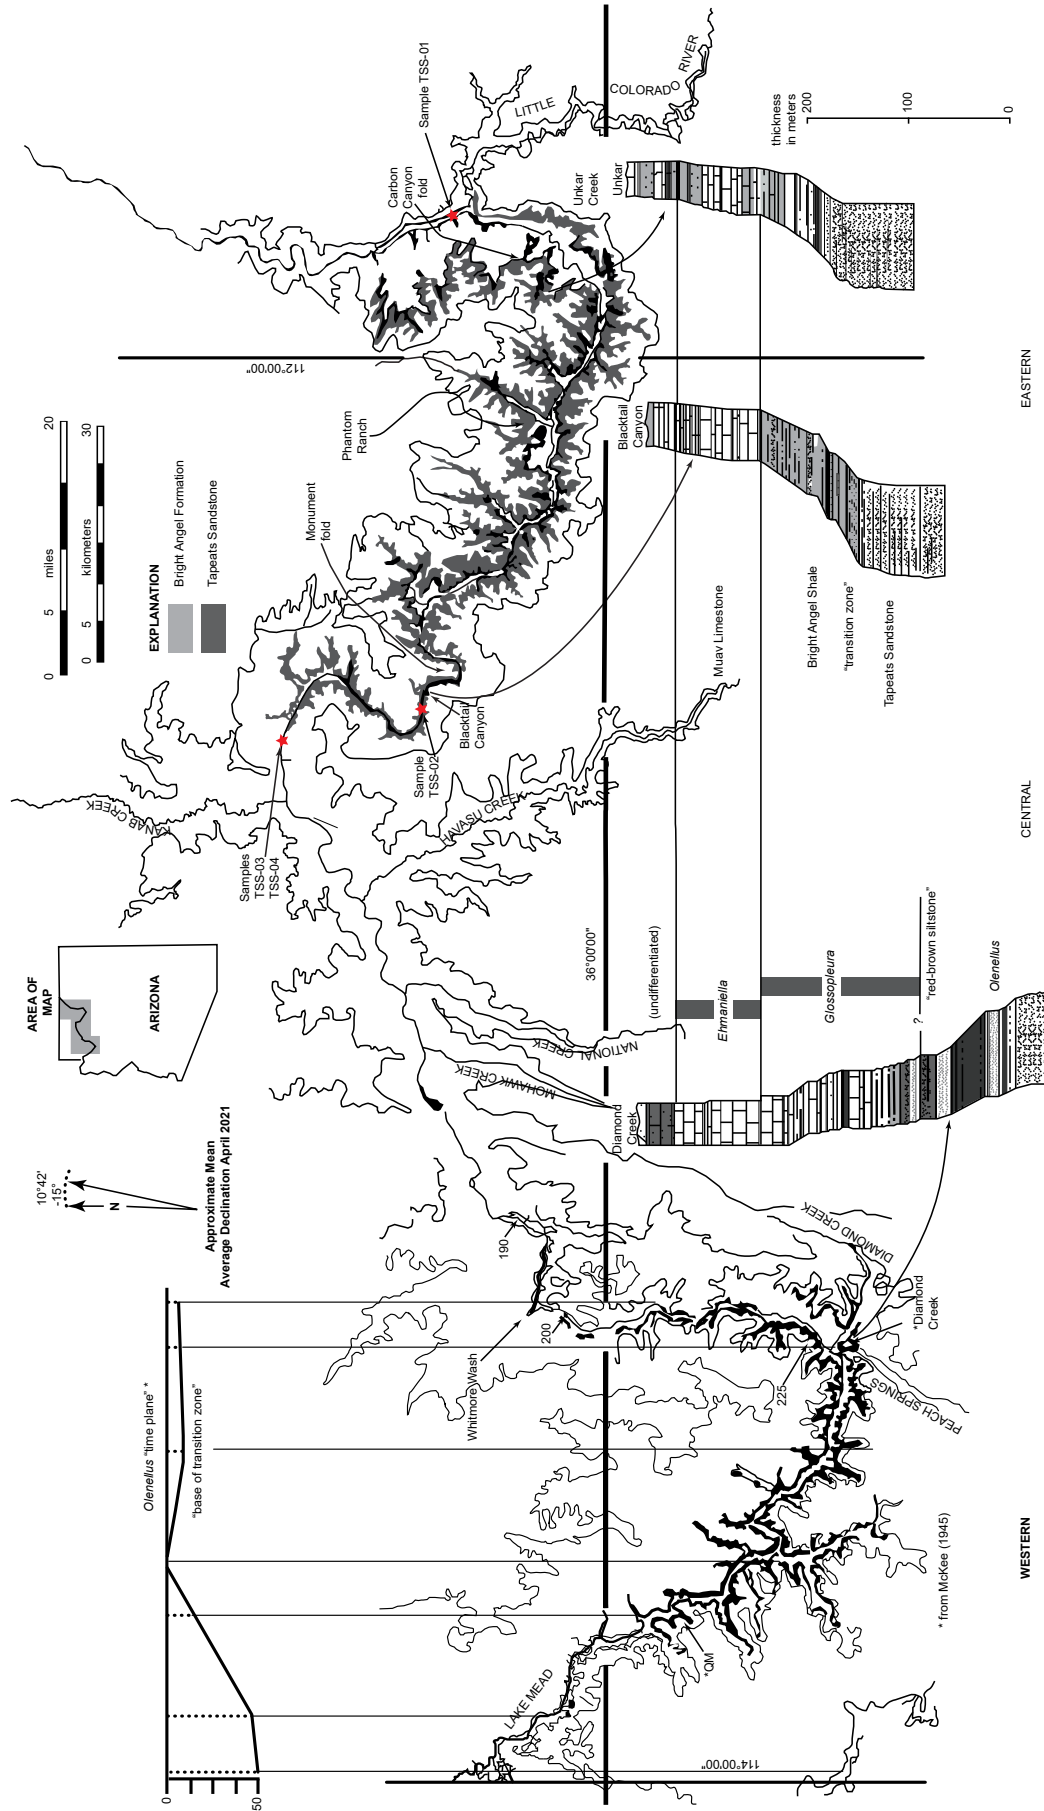 0
50
Olenellus "time plane" *
"base of transition zone"
10°42'
-15°
N
Approximate Mean
Average Declination April 2021
AREA OF
MAP
ARIZONA
0
5
miles
20
0
5
kilometers
30
EXPLANATION
Bright Angel Formation
Tapeats Sandstone
KANAB CREEK
Samples
TSS-03
TSS-04
Monument
fold
Phantom
Ranch
112°00'00"
Carbon
Canyon
fold
Sample TSS-01
LITTLE
COLORADO
RIVER
Sample
TSS-02
Blacktail
Canyon
HAVASU CREEK
Unkar
Creek
190
Whitmore Wash
200
MOHAWK CREEK
NATIONAL CREEK
LAKE MEAD
36°00'00"
*QM
225
DIAMOND CREEK
*Diamond
Creek
PEACH SPRINGS
114°00'00"
Diamond
Creek
(undifferentiated)
Ehmaniella
Glossopleura
?
"red-brown siltstone"
Olenellus
Muav Limestone
Bright Angel Shale
"transition zone"
Tapeats Sandstone
Blacktail
Canyon
Unkar
thickness
in meters
200
100
0
* from McKee (1945)
WESTERN
CENTRAL
EASTERN